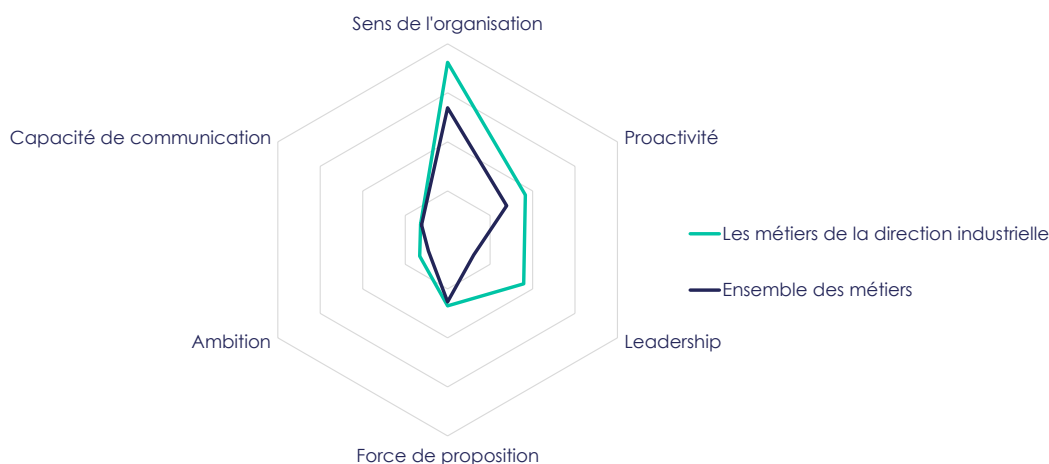 Sens de l'organisation
Capacité de communication
Proactivité
Les métiers de la direction industrielle
Ensemble des métiers
Ambition
Leadership
Force de proposition